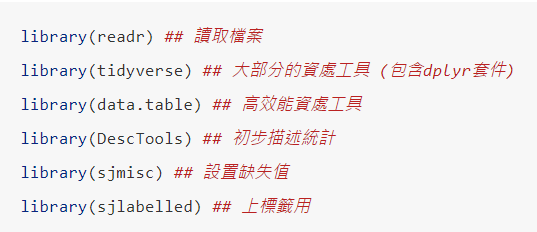 library(readr) ## 讀取檔案
library(tidyverse) ## 大部分的資處工具 (包含dplyr套件)
library(data.table) ## 高效能資處工具
library(DescTools) ## 初步描述統計
library(sjmisc) ## 設置缺失值
library(sjlabelled) ## 上標籤用